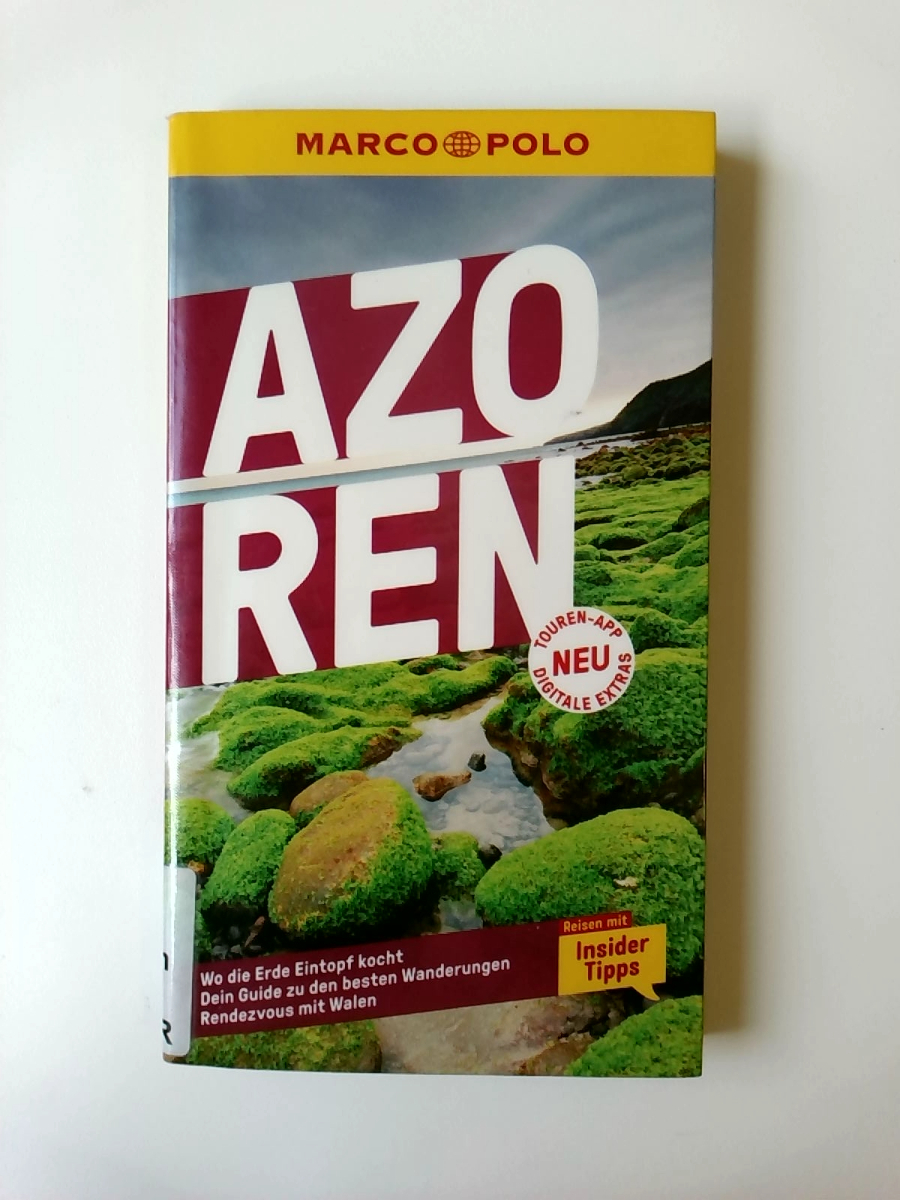 MARCO POLO
AZO
REN
TOUREN-APP
NEU
DIGITALE EXTRAS
Reisen mit
Insider
Tipps
Wo die Erde Eintopf kocht
Dein Guide zu den besten Wanderungen
Rendezvous mit Walen
R